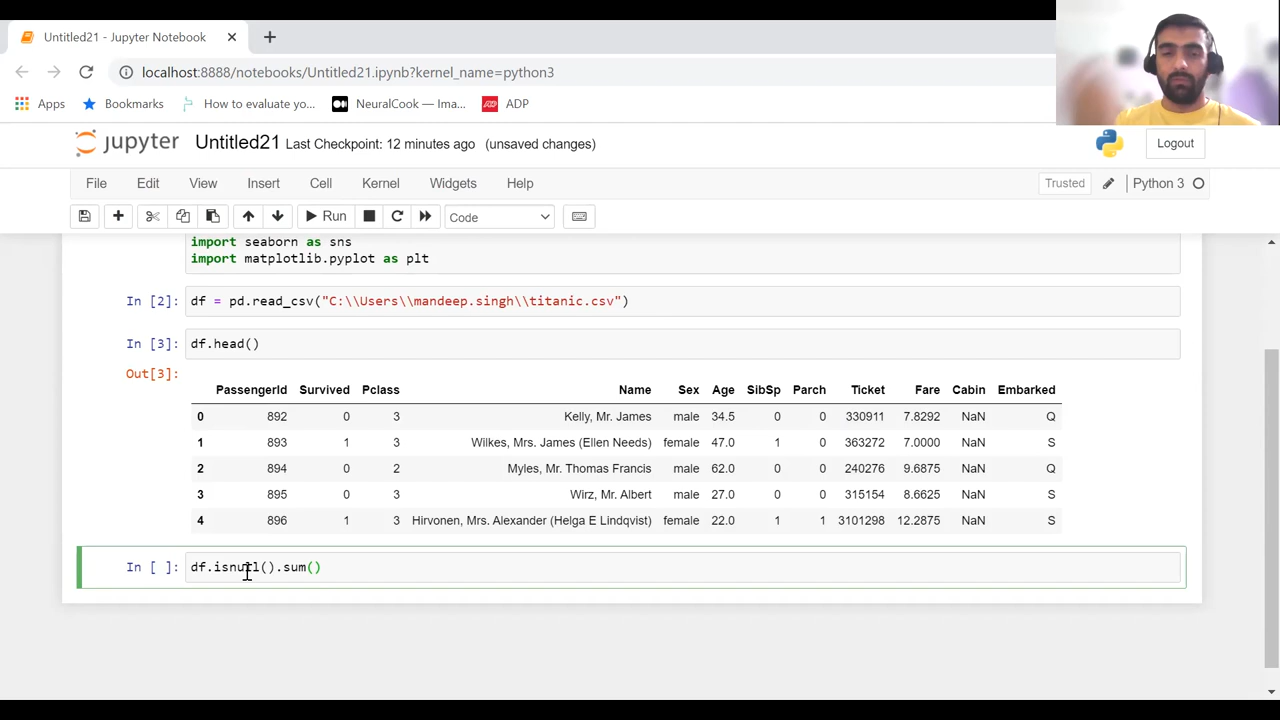 Untitled21 - Jupyter Notebook
localhost:8888/notebooks/Untitled21.ipynb?kernel_name=python3
Apps Bookmarks How to evaluate yo... NeuralCook — Ima... ADP
jupyter Untitled21 Last Checkpoint: 12 minutes ago (unsaved changes) Logout
File Edit View Insert Cell Kernel Widgets Help Trusted Python 3
Run Code
import seaborn as sns
import matplotlib.pyplot as plt
In [2]: df = pd.read_csv("C:\\Users\\mandeep.singh\\titanic.csv")
In [3]: df.head()
Out[3]:
PassengerId Survived Pclass Name Sex Age SibSp Parch Ticket Fare Cabin Embarked
0 892 0 3 Kelly, Mr. James male 34.5 0 0 330911 7.8292 NaN Q
1 893 1 3 Wilkes, Mrs. James (Ellen Needs) female 47.0 1 0 363272 7.0000 NaN S
2 894 0 2 Myles, Mr. Thomas Francis male 62.0 0 0 240276 9.6875 NaN Q
3 895 0 3 Wirz, Mr. Albert male 27.0 0 0 315154 8.6625 NaN S
4 896 1 3 Hirvonen, Mrs. Alexander (Helga E Lindqvist) female 22.0 1 1 3101298 12.2875 NaN S
In [ ]: df.isnull().sum()